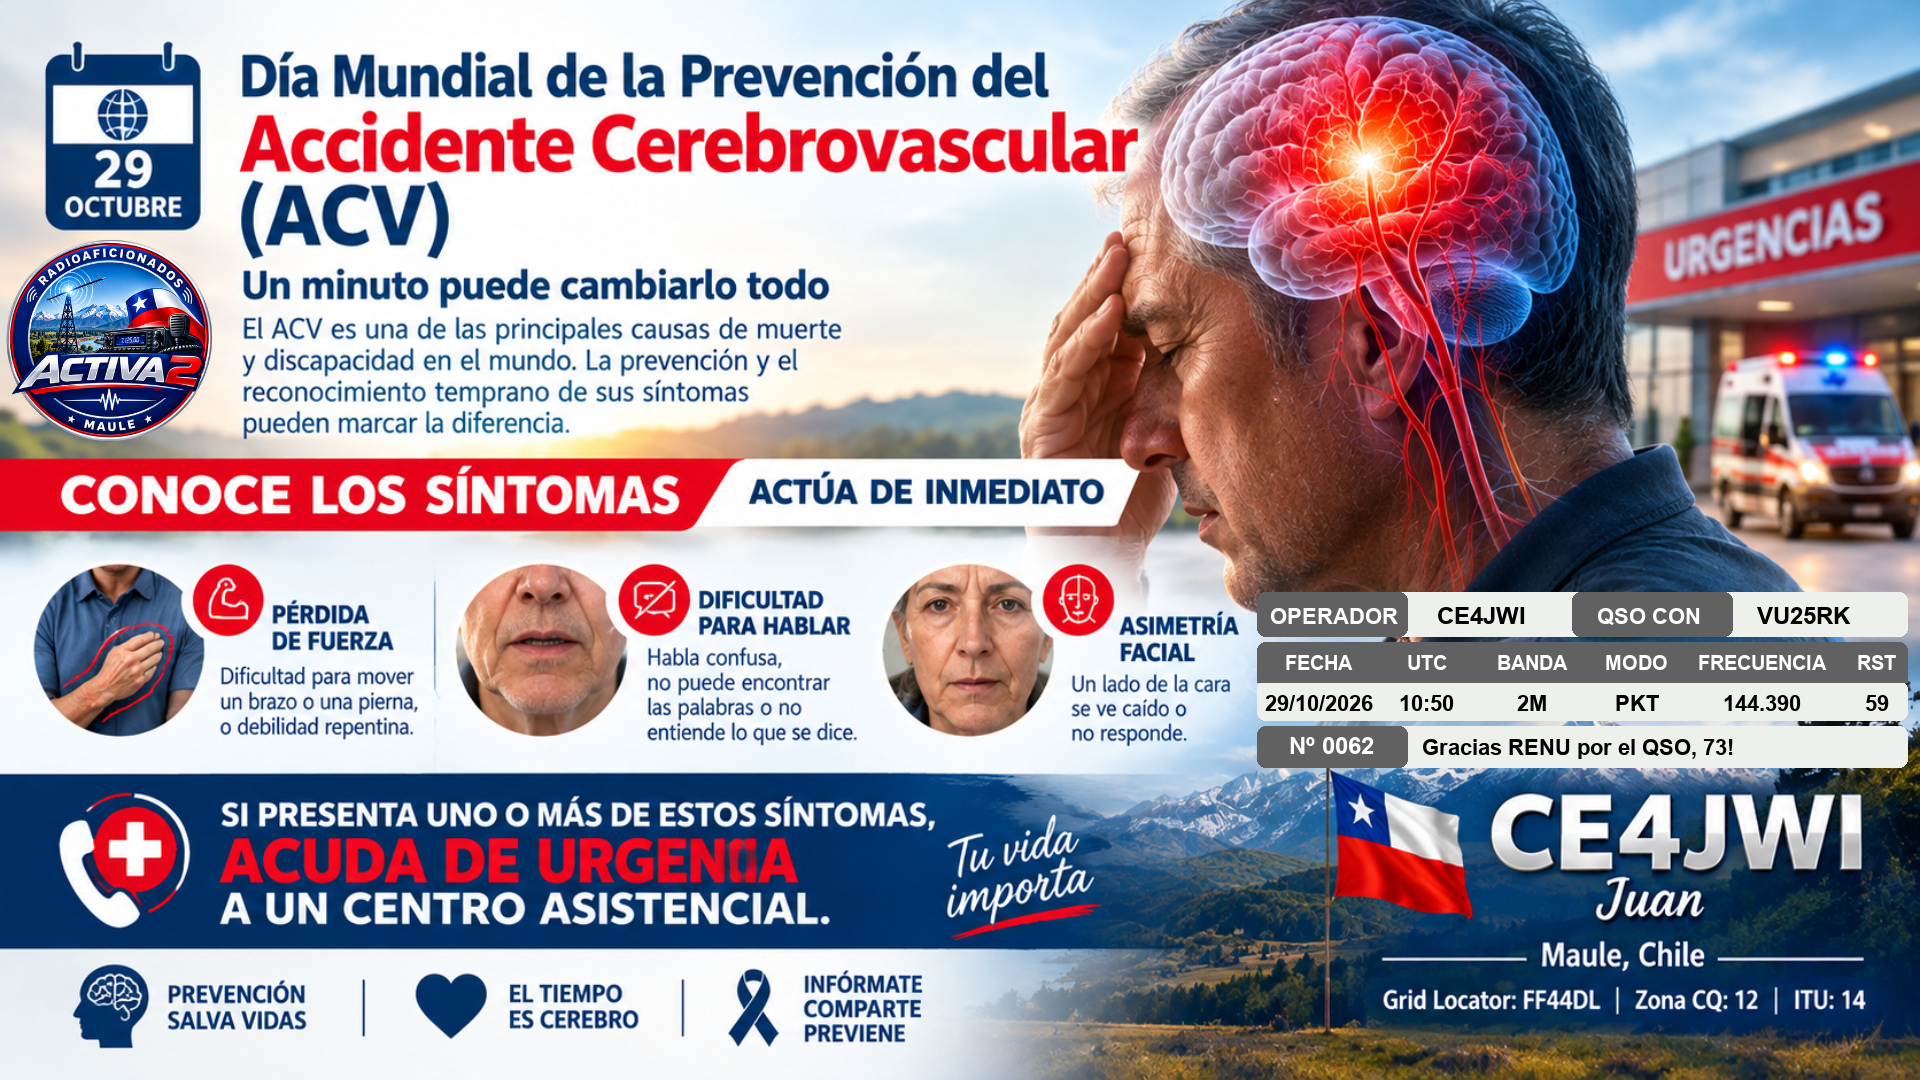 29
OCTUBRE
Día Mundial de la Prevención del
Accidente Cerebrovascular
(ACV)
Un minuto puede cambiarlo todo
El ACV es una de las principales causas de muerte
y discapacidad en el mundo. La prevención y el
reconocimiento temprano de sus síntomas
pueden marcar la diferencia.
RADIOAFICIONADOS
ACTIVA2
MAULE
URGENCIAS
CONOCE LOS SÍNTOMAS
ACTÚA DE INMEDIATO
PÉRDIDA
DE FUERZA
Dificultad para mover
un brazo o una pierna,
o debilidad repentina.
DIFICULTAD
PARA HABLAR
Habla confusa,
no puede encontrar
las palabras o no
entiende lo que se dice.
ASIMETRÍA
FACIAL
Un lado de la cara
se ve caído o
no responde.
OPERADOR CE4JWI QSO CON VU25RK
FECHA UTC BANDA MODO FRECUENCIA RST
29/10/2026 10:50 2M PKT 144.390 59
Nº 0062 Gracias RENU por el QSO, 73!
SI PRESENTA UNO O MÁS DE ESTOS SÍNTOMAS,
ACUDA DE URGENCIA
A UN CENTRO ASISTENCIAL.
Tu vida
importa
CE4JWI
Juan
Maule, Chile
Grid Locator: FF44DL | Zona CQ: 12 | ITU: 14
PREVENCIÓN
SALVA VIDAS
EL TIEMPO
ES CEREBRO
INFÓRMATE
COMPARTE
PREVIENE